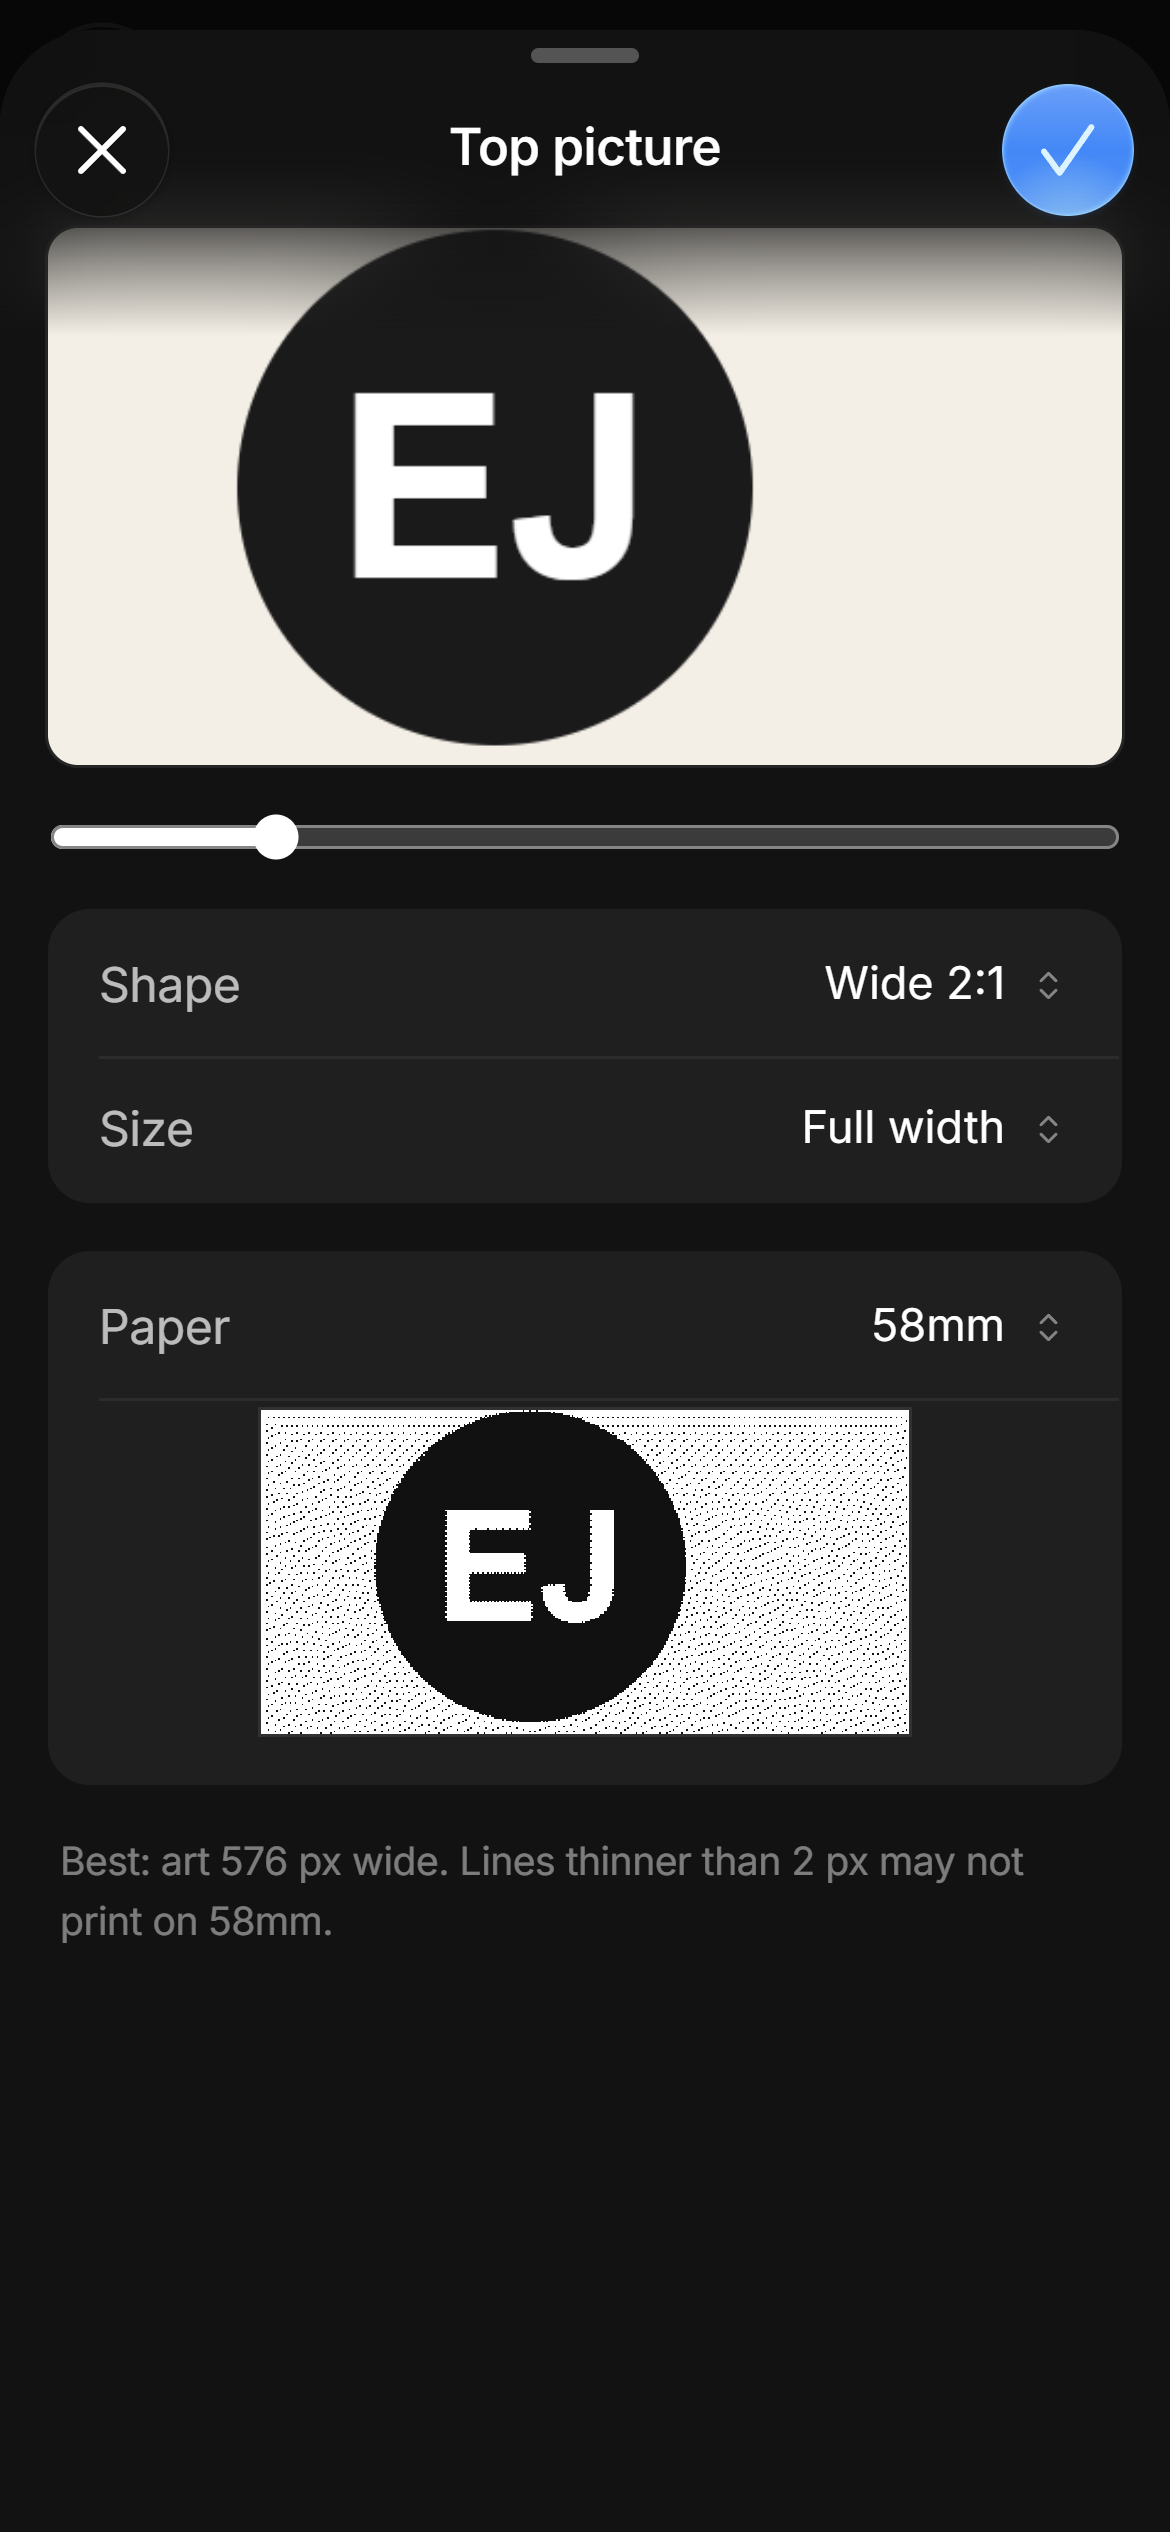 Top picture
EJ
Shape
Wide 2:1
Size
Full width
Paper
58mm
EJ
Best: art 576 px wide. Lines thinner than 2 px may not
print on 58mm.